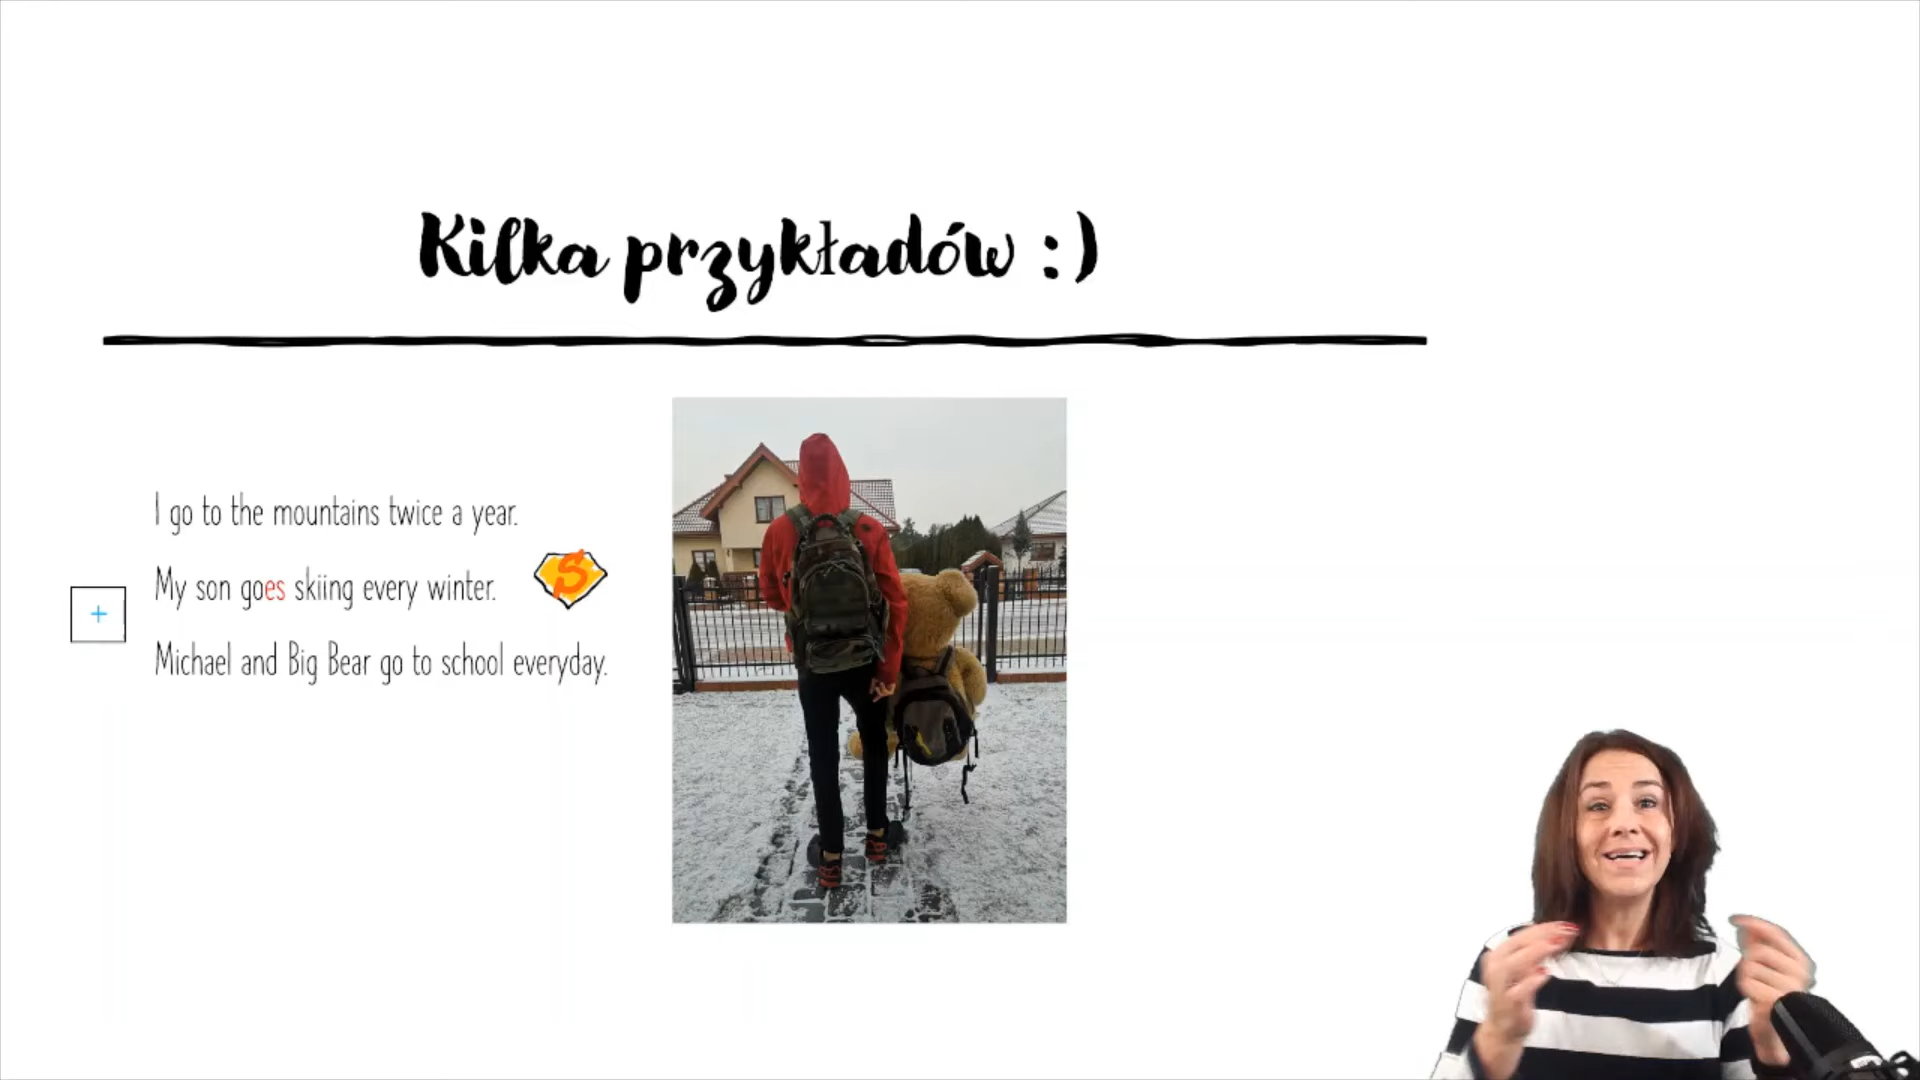 Kilka przykładów :)
I go to the mountains twice a year.
My son goes skiing every winter.
S
+
Michael and Big Bear go to school everyday.